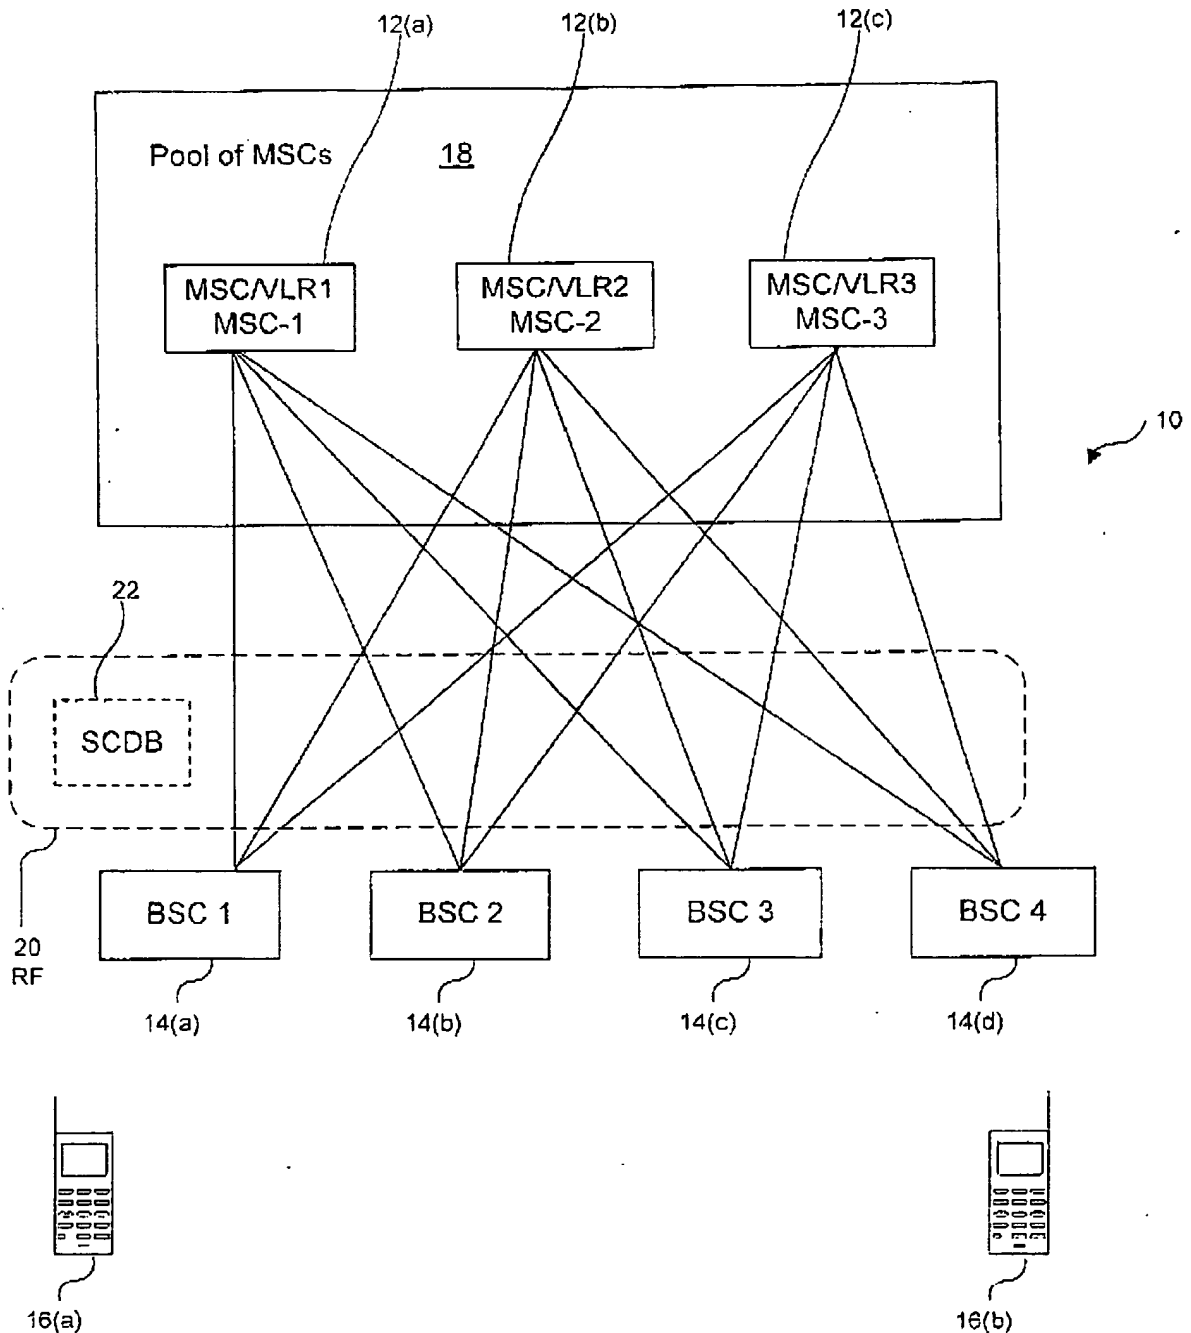 12(a) 12(b) 12(c)
Pool of MSCs 18
MSC/VLR1
MSC-1
MSC/VLR2
MSC-2
MSC/VLR3
MSC-3
10
22
SCDB
BSC 1
BSC 2
BSC 3
BSC 4
20
RF
14(a) 14(b) 14(c) 14(d)
16(a) 16(b)